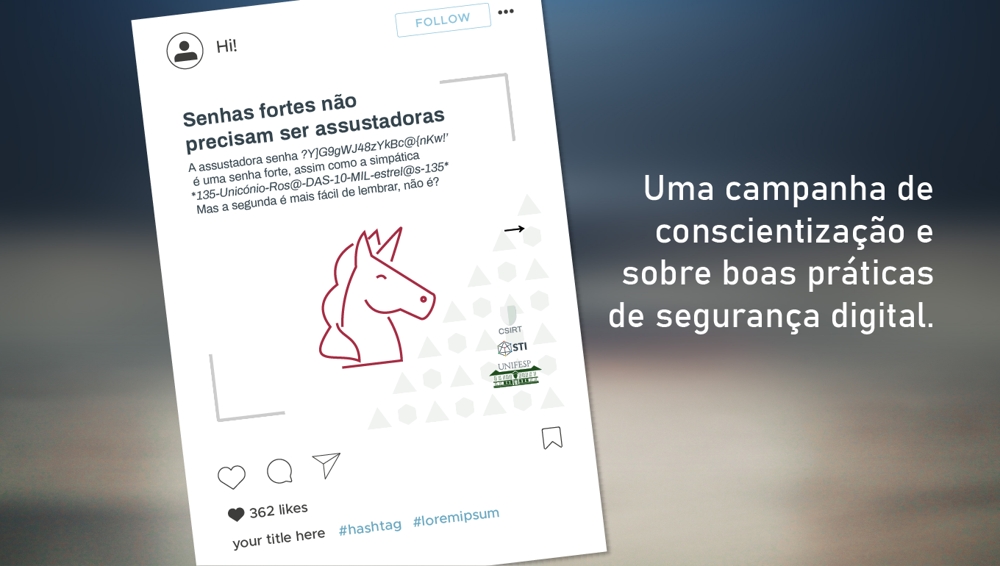 Hi!
FOLLOW
Senhas fortes não
precisam ser assustadoras
A assustadora senha ?Y]G9gWJ48zYkBc@{nKw!'
é uma senha forte, assim como a simpática
*135-Unicónio-Ros@-DAS-10-MIL-estrel@s-135*
Mas a segunda é mais fácil de lembrar, não é?
CSIRT
STI
UNIFESP
362 likes
your title here #hashtag #loremipsum
Uma campanha de
conscientização e
sobre boas práticas
de segurança digital.